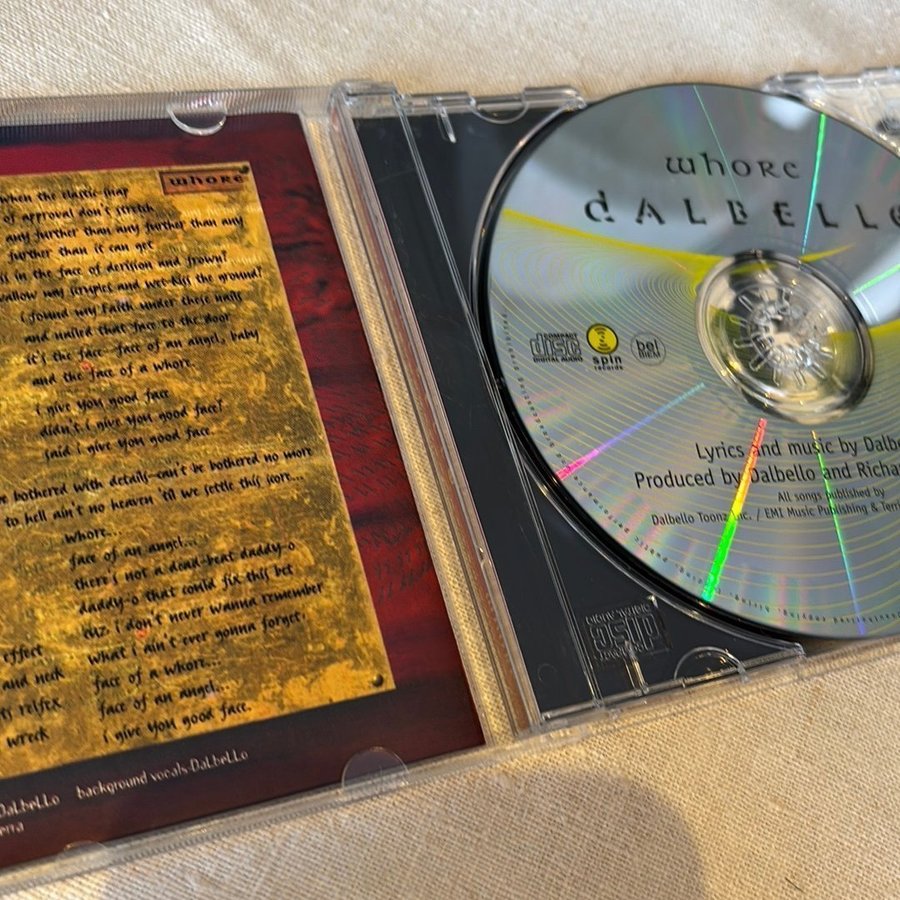 whore
when the elastic-snap
of approval don't stretch
any further than any further than any
further than it can get
in the face of derision and frown?
wallow my scrapes and wet-kiss the ground?
i found my faith under these nails
and nailed that face to the door
it's the face--face of an angel, baby
and the face of a whore.
i give you good face
didn't i give you good face?
said i give you good face
bothered with details-can't be bothered no more
to hell ain't no heaven 'til we settle this score...
whore...
face of an angel...
there's not a dead-beat daddy-o
daddy-o that could fix this bet
cuz i don't never wanna remember
what i ain't ever gonna forget.
face of a whore...
face of an angel...
i give you good face.
effect
and neck
relfex
wreck
DaLbeLLo background vocals-DaLbeLLo
whore
dALBELLO
COMPACT
disc
DIGITAL AUDIO
spin
records
bel
Lyrics and music by Dalbe
Produced by Dalbello and Richa
All songs published by
Dalbello Toonz Inc. / EMI Music Publishing & Terr